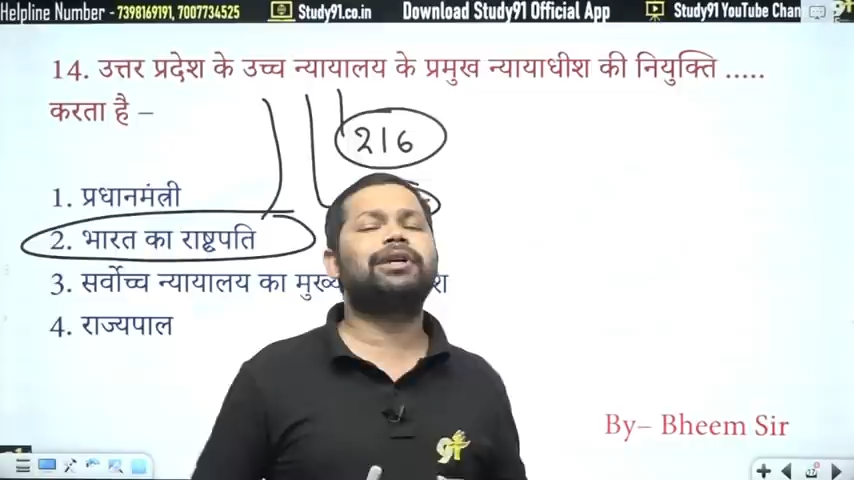 Helpline Number - 7398169191, 7007734525 Study91.co.in Download Study91 Official App Study91 YouTube Chan
14. उत्तर प्रदेश के उच्च न्यायालय के प्रमुख न्यायाधीश की नियुक्ति .....
करता है –
216
1. प्रधानमंत्री
2. भारत का राष्ट्रपति
3. सर्वोच्च न्यायालय का
4. राज्यपाल
91
By– Bheem Sir